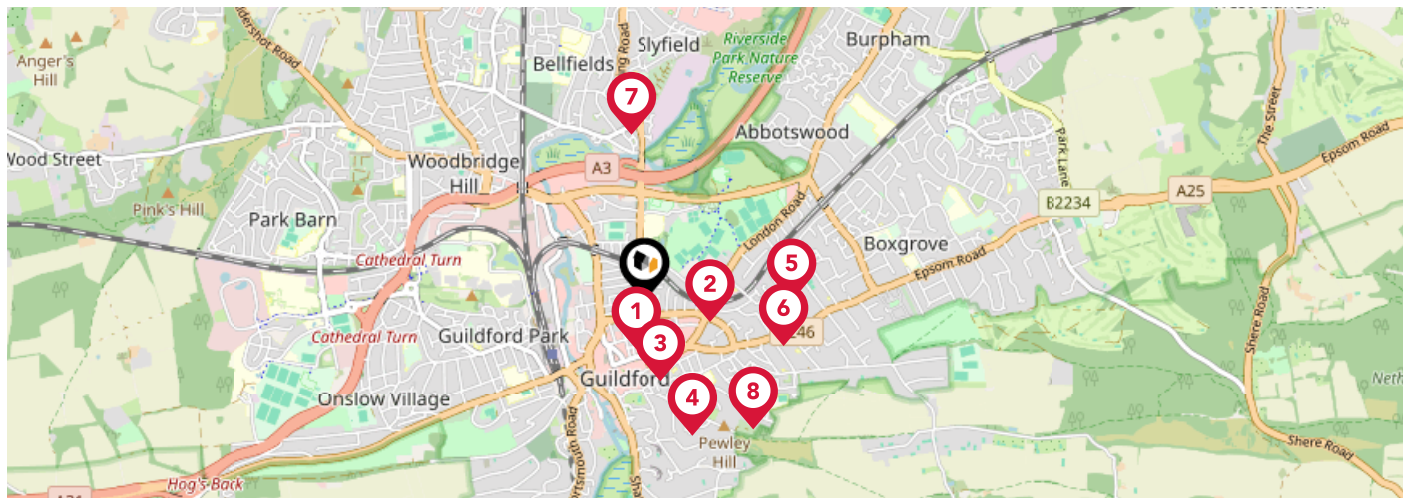 Anger's
Hill
Aldershot Road
Slyfield
Bellfields
Riverside
Park Nature
Reserve
Burpham
7
Abbotswood
The Street
Park Lane
Epsom Road
Wood Street
Woodbridge
Hill
A3
A25
B2234
Pink's Hill
Park Barn
London Road
Boxgrove
Cathedral Turn
Epsom Road
5
2
1
6
Cathedral Turn
Guildford Park
3
Shere Road
Guildford
4
8
Onslow Village
Pewley
Hill
Shere Road
Hog's Back